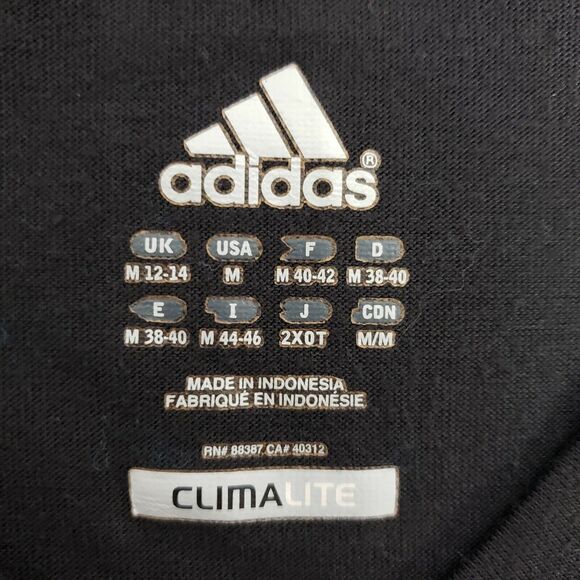 adidas®
UK USA F D
M 12-14 M M 40-42 M 38-40
E I J CDN
M 38-40 M 44-46 2XOT M/M
MADE IN INDONESIA
FABRIQUÉ EN INDONÉSIE
RN# 88387 CA# 40312
CLIMALITE